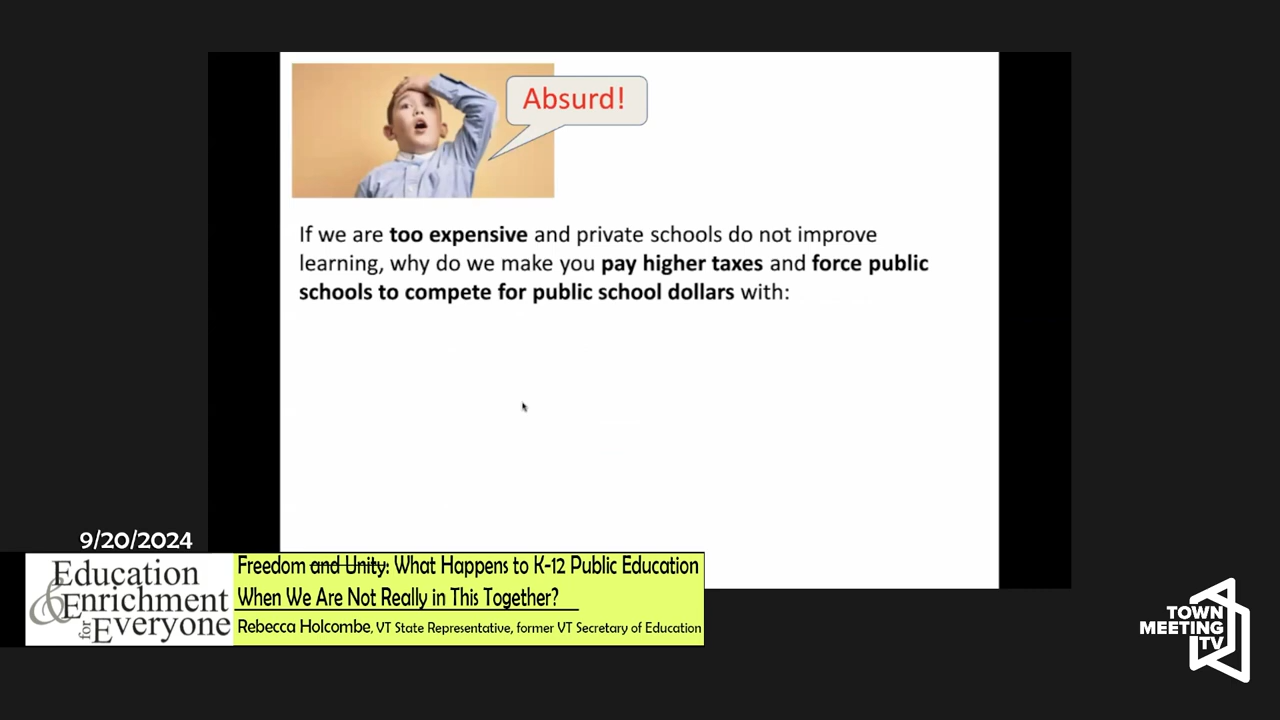 Absurd!
If we are too expensive and private schools do not improve
learning, why do we make you pay higher taxes and force public
schools to compete for public school dollars with:
9/20/2024
Education
& Enrichment
for Everyone
Freedom and Unity: What Happens to K-12 Public Education
When We Are Not Really in This Together?
Rebecca Holcombe, VT State Representative, former VT Secretary of Education
TOWN
MEETING
TV